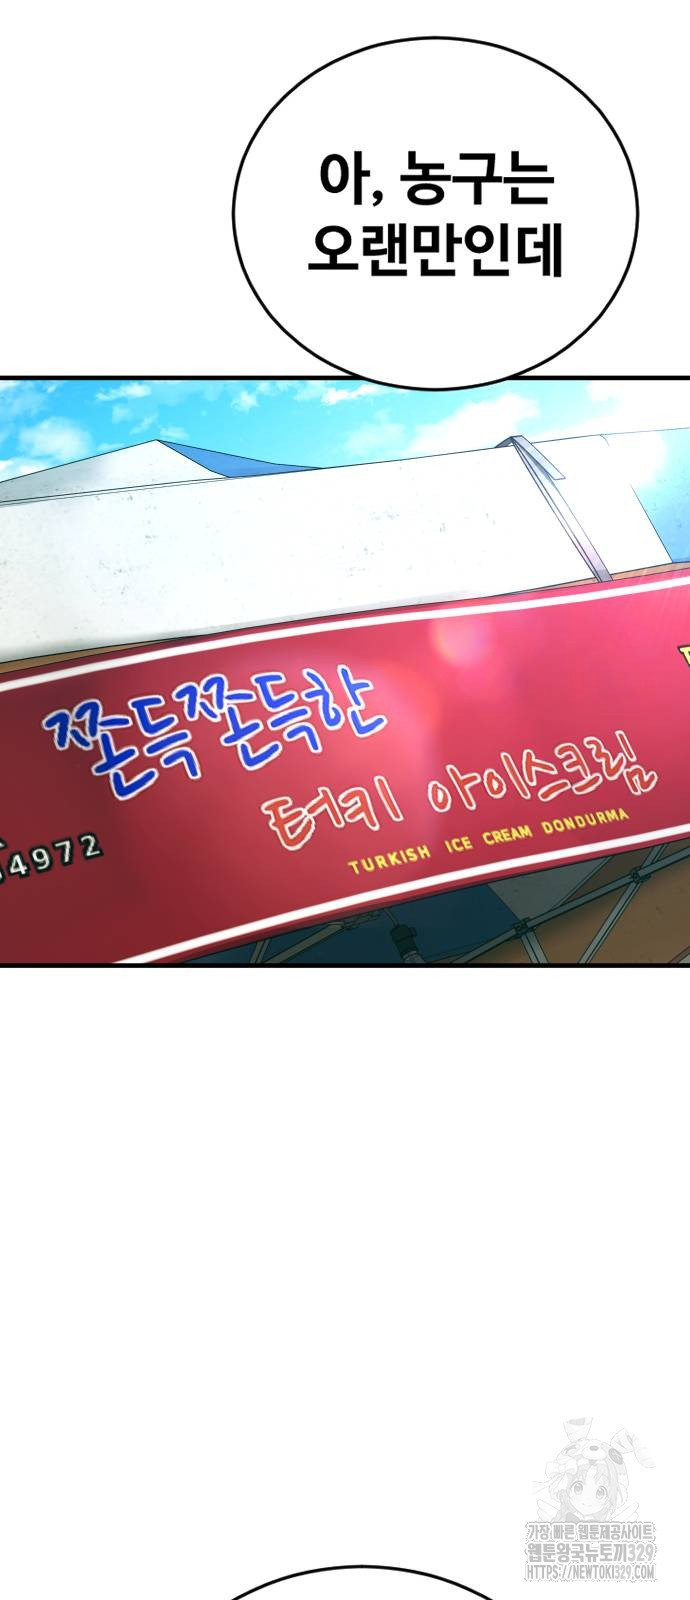 아, 농구는
오랜만인데
쫀득쫀득한
터키 아이스크림
4972
TURKISH ICE CREAM DONDURMA
가장 빠른 웹툰제공사이트
웹툰왕국뉴토끼329
HTTPS://NEWTOKI329.COM